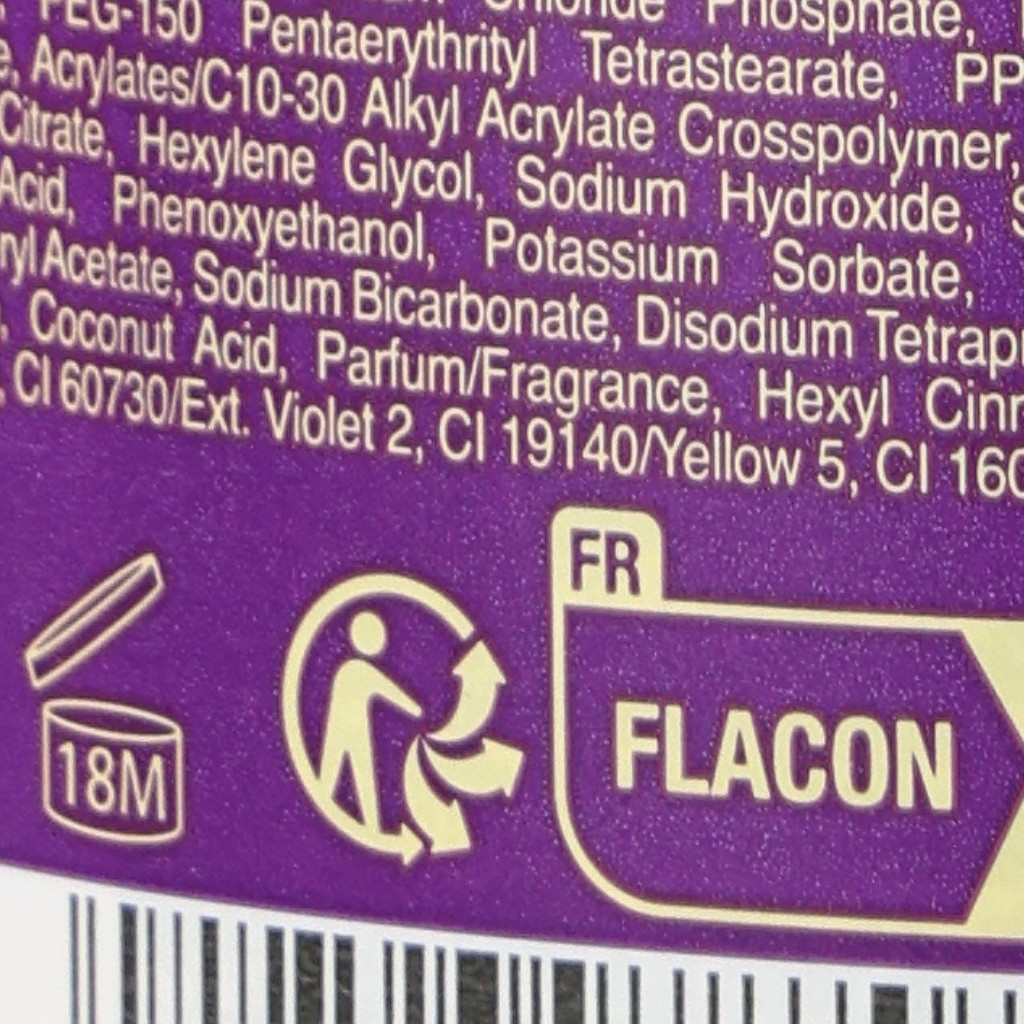 PEG-150 Pentaerythrityl Tetrastearate,
Chloride Phosphate,
Acrylates/C10-30 Alkyl Acrylate Crosspolymer,
Citrate, Hexylene Glycol, Sodium Hydroxide,
Acid, Phenoxyethanol, Potassium Sorbate,
Acetate, Sodium Bicarbonate, Disodium
Coconut Acid, Parfum/Fragrance, Hexyl
CI 60730/Ext. Violet 2, CI 19140/Yellow 5, CI
FR
FLACON
18M